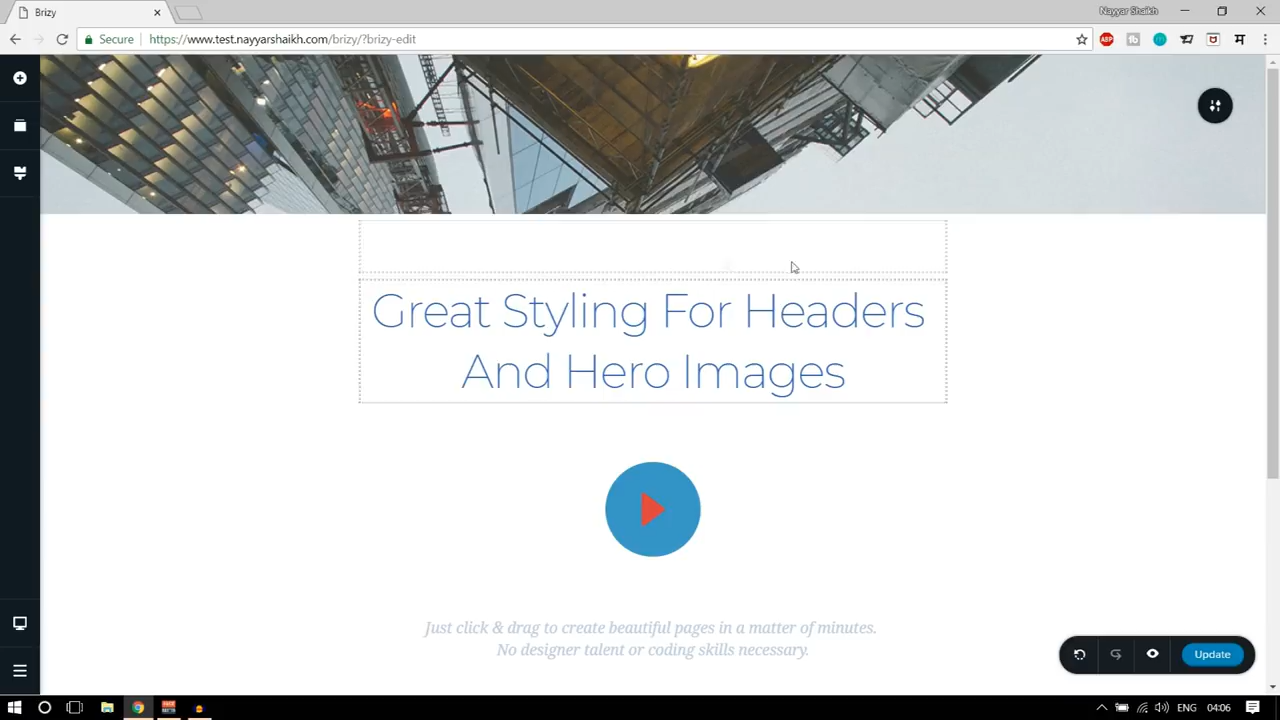 Brizy
Nayyar Shaikh
Secure
https://www.test.nayyarshaikh.com/brizy/?brizy-edit
ABP
Great Styling For Headers
And Hero Images
Just click & drag to create beautiful pages in a matter of minutes.
No designer talent or coding skills necessary.
Update
ENG
04:06